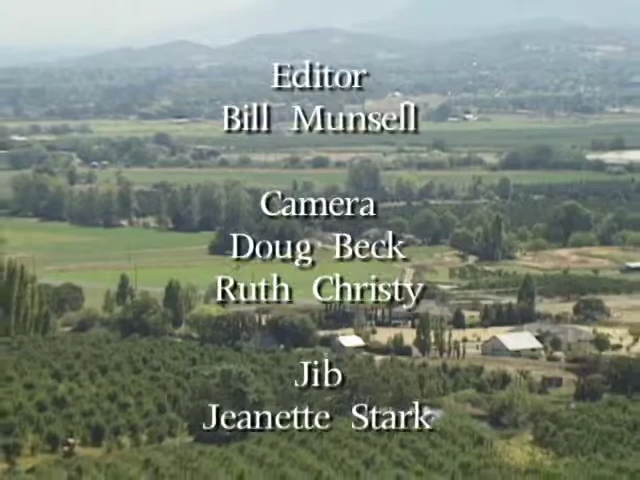 Editor
Bill Munsell
Camera
Doug Beck
Ruth Christy
Jib
Jeanette Stark